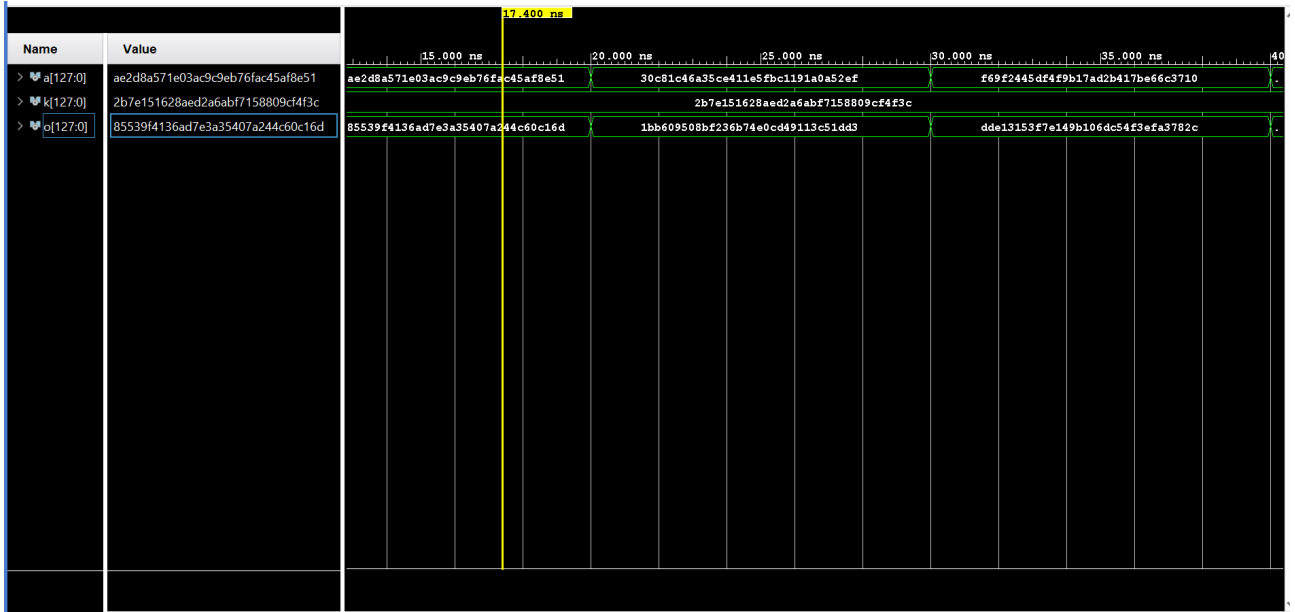 17.400 ns
Name Value
15.000 ns 20.000 ns 25.000 ns 30.000 ns 35.000 ns 40
a[127:0] ae2d8a571e03ac9c9eb76fac45af8e51 ae2d8a571e03ac9c9eb76fac45af8e51 30c81c46a35ce411e5fbc1191a0a52ef f69f2445df4f9b17ad2b417be66c3710 .
k[127:0] 2b7e151628aed2a6abf7158809cf4f3c 2b7e151628aed2a6abf7158809cf4f3c
o[127:0] 85539f4136ad7e3a35407a244c60c16d 85539f4136ad7e3a35407a244c60c16d 1bb609508bf236b74e0cd49113c51dd3 dde13153f7e149b106dc54f3efa3782c .